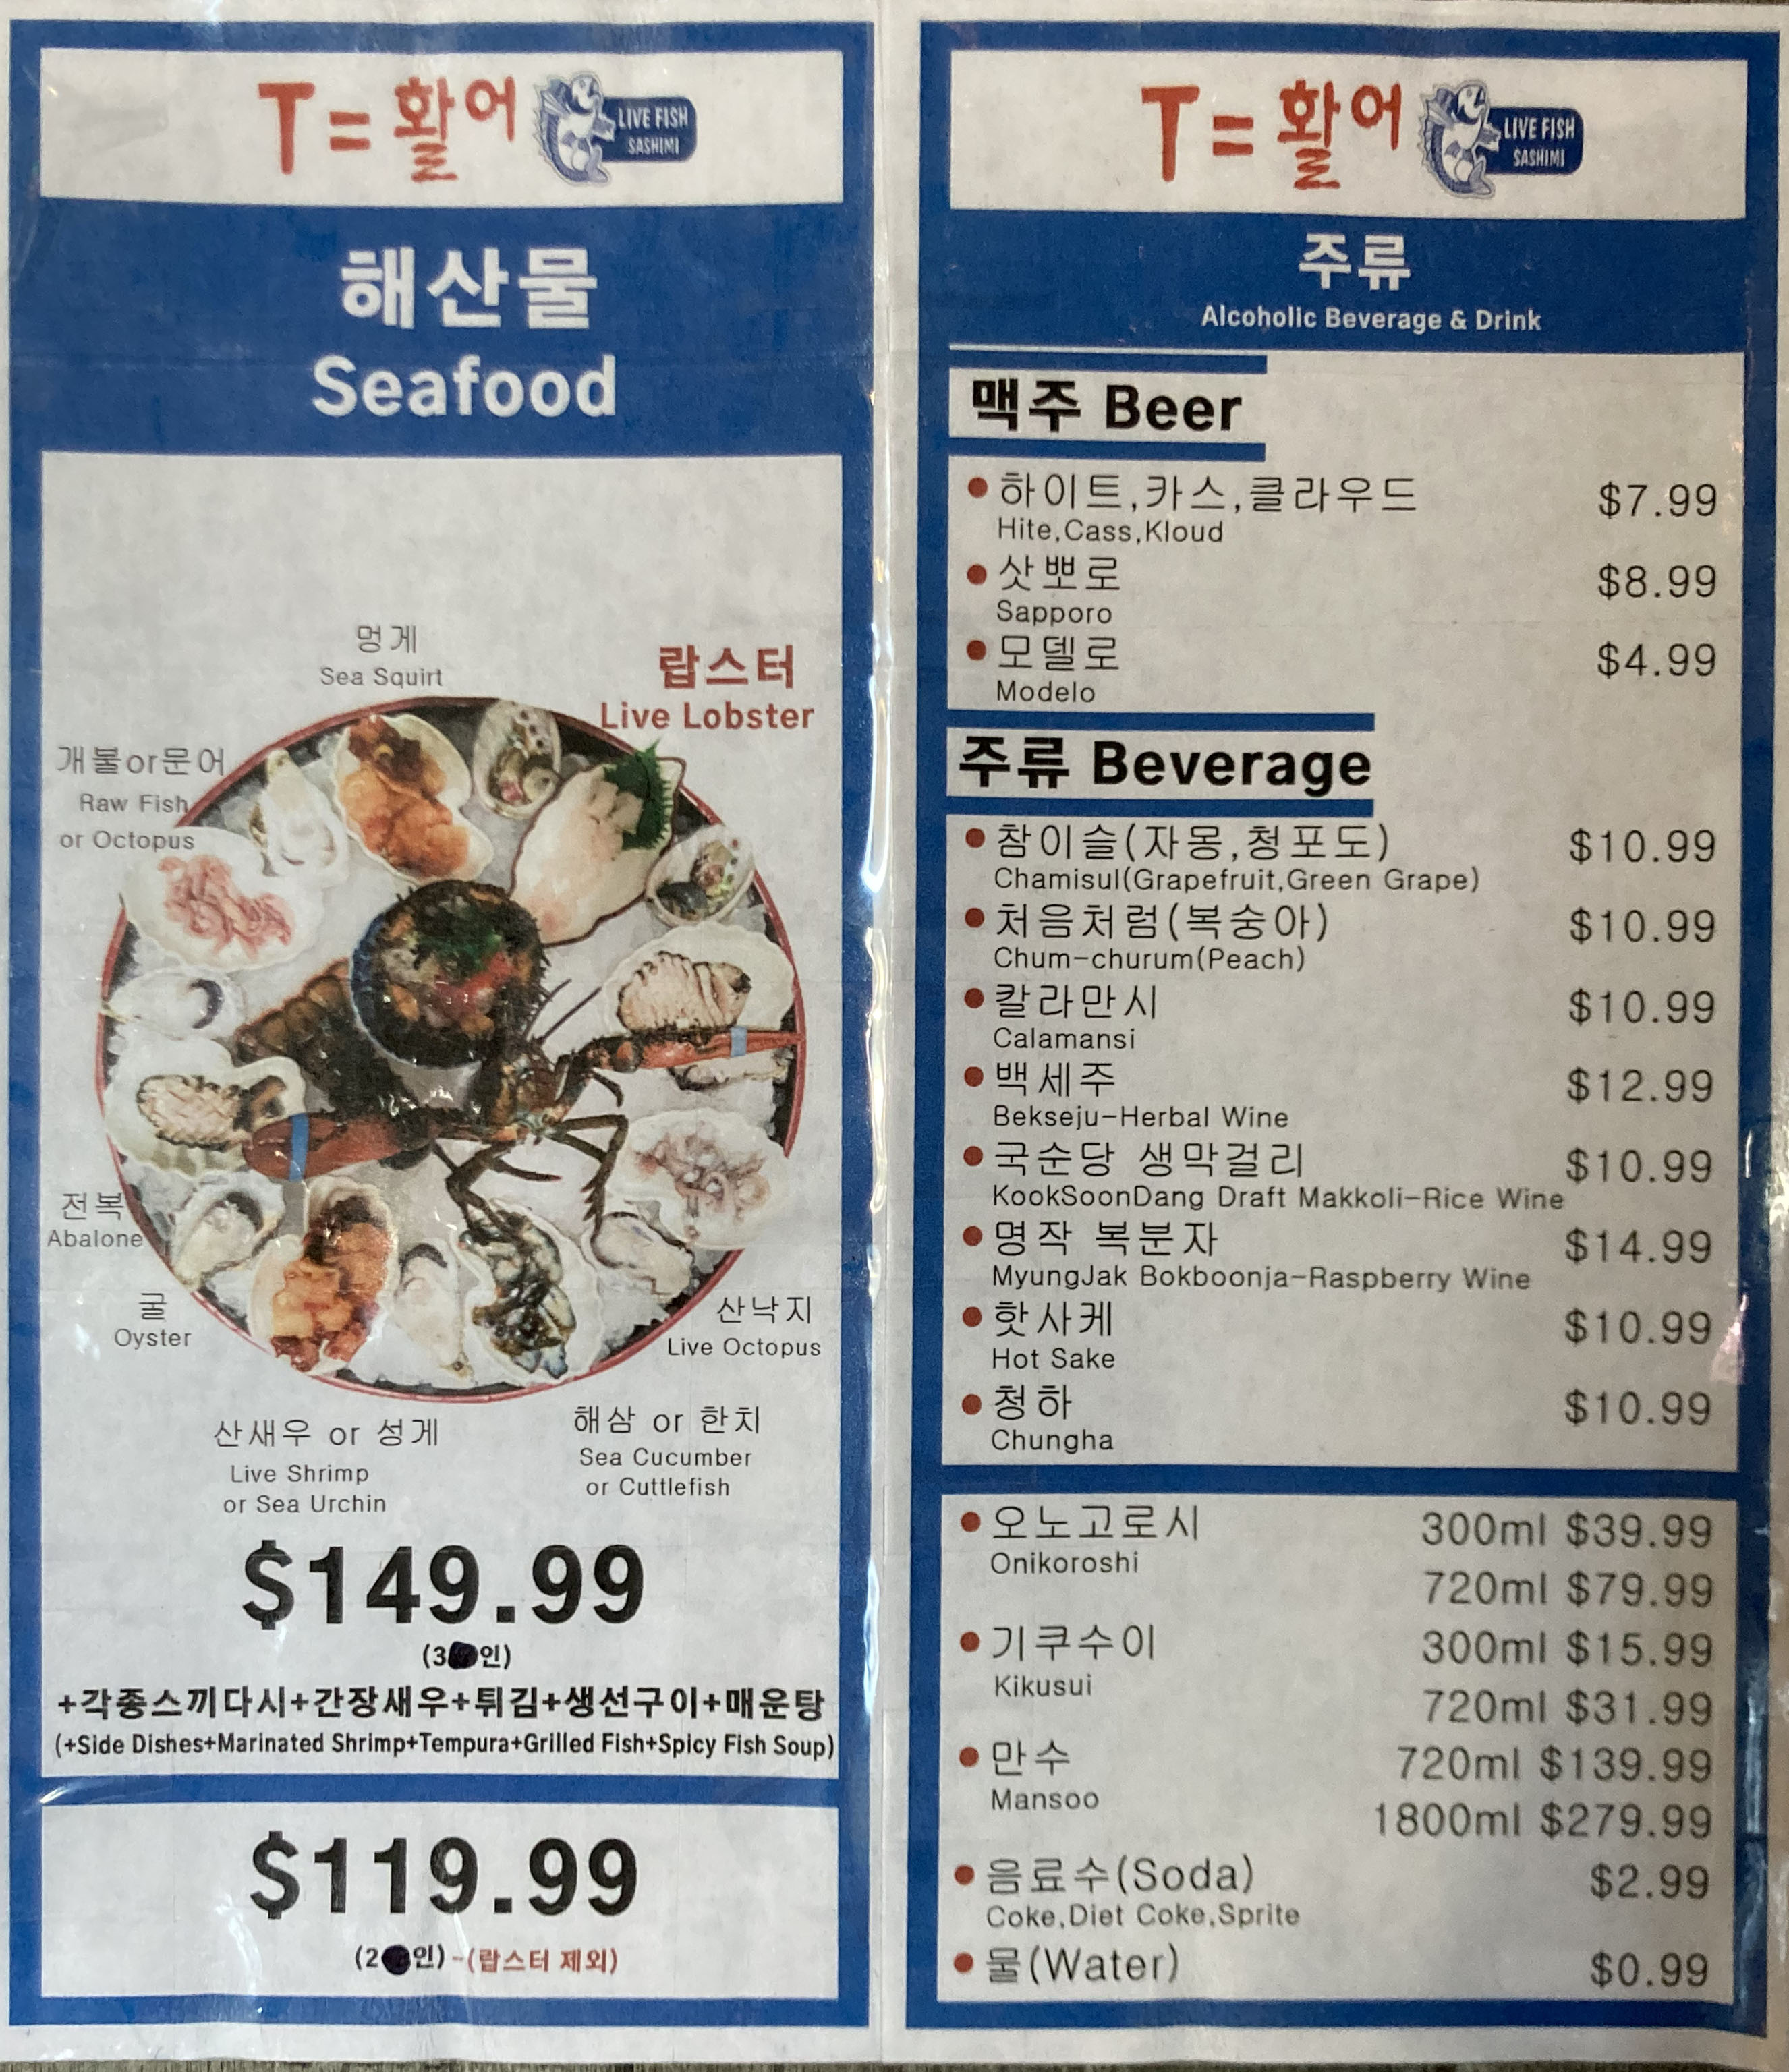 T=활어
LIVE FISH
SASHIMI
해산물
Seafood
멍게
Sea Squirt
랍스터
Live Lobster
개불or문어
Raw Fish
or Octopus
전복
Abalone
굴
Oyster
산낙지
Live Octopus
산새우 or 성게
Live Shrimp
or Sea Urchin
해삼 or 한치
Sea Cucumber
or Cuttlefish
$149.99
(3 인)
+각종스끼다시+간장새우+튀김+생선구이+매운탕
(+Side Dishes+Marinated Shrimp+Tempura+Grilled Fish+Spicy Fish Soup)
$119.99
(2 인)-(랍스터 제외)
T=활어
LIVE FISH
SASHIMI
주류
Alcoholic Beverage & Drink
맥주 Beer
하이트,카스,클라우드 $7.99
Hite,Cass,Kloud
삿뽀로 $8.99
Sapporo
모델로 $4.99
Modelo
주류 Beverage
참이슬(자몽,청포도) $10.99
Chamisul(Grapefruit,Green Grape)
처음처럼(복숭아) $10.99
Chum-churum(Peach)
칼라만시 $10.99
Calamansi
백세주 $12.99
Bekseju-Herbal Wine
국순당 생막걸리 $10.99
KookSoonDang Draft Makkoli-Rice Wine
명작 복분자 $14.99
MyungJak Bokboonja-Raspberry Wine
핫사케 $10.99
Hot Sake
청하 $10.99
Chungha
오노고로시 300ml $39.99
Onikoroshi
720ml $79.99
기쿠수이 300ml $15.99
Kikusui
720ml $31.99
만수 720ml $139.99
Mansoo
1800ml $279.99
음료수(Soda) $2.99
Coke,Diet Coke,Sprite
물(Water) $0.99